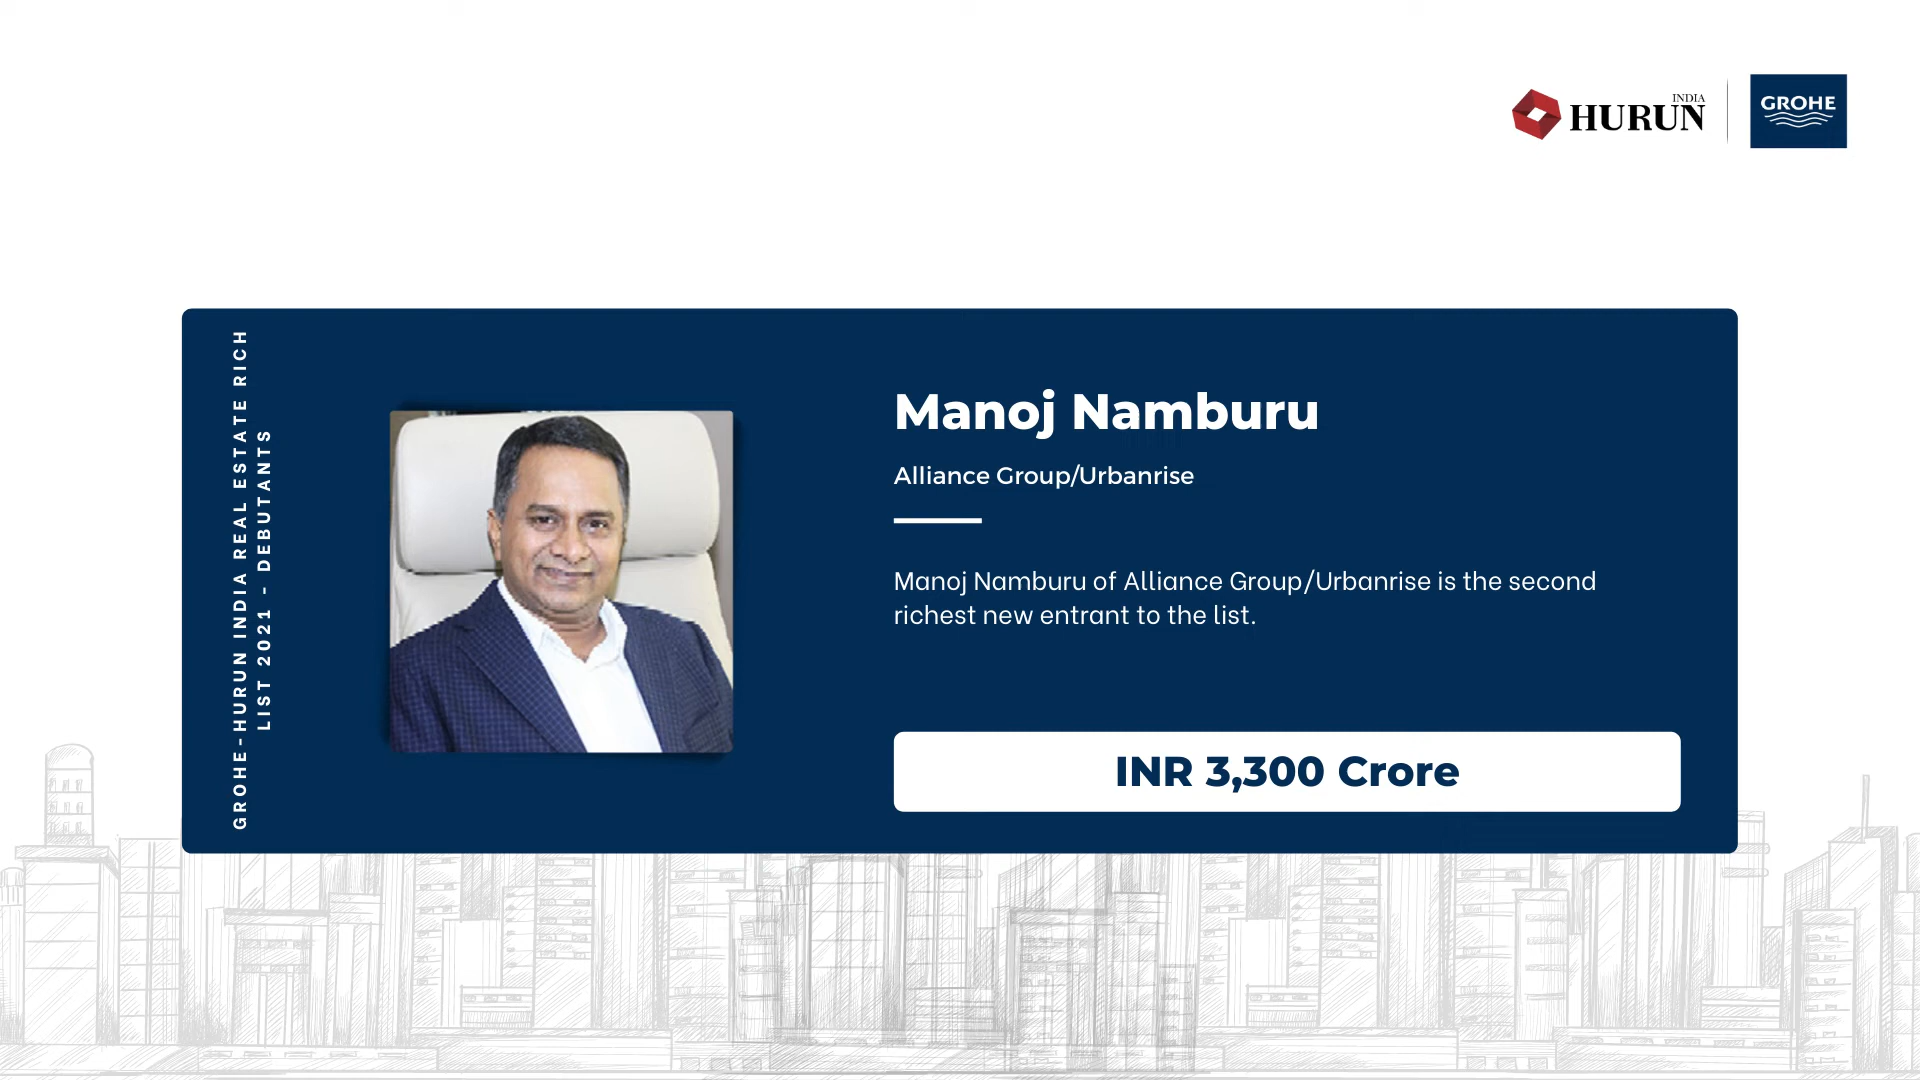 INDIA
HURUN
GROHE
GROHE-HURUN INDIA REAL ESTATE RICH
LIST 2021 - DEBUTANTS
Manoj Namburu
Alliance Group/Urbanrise
Manoj Namburu of Alliance Group/Urbanrise is the second
richest new entrant to the list.
INR 3,300 Crore